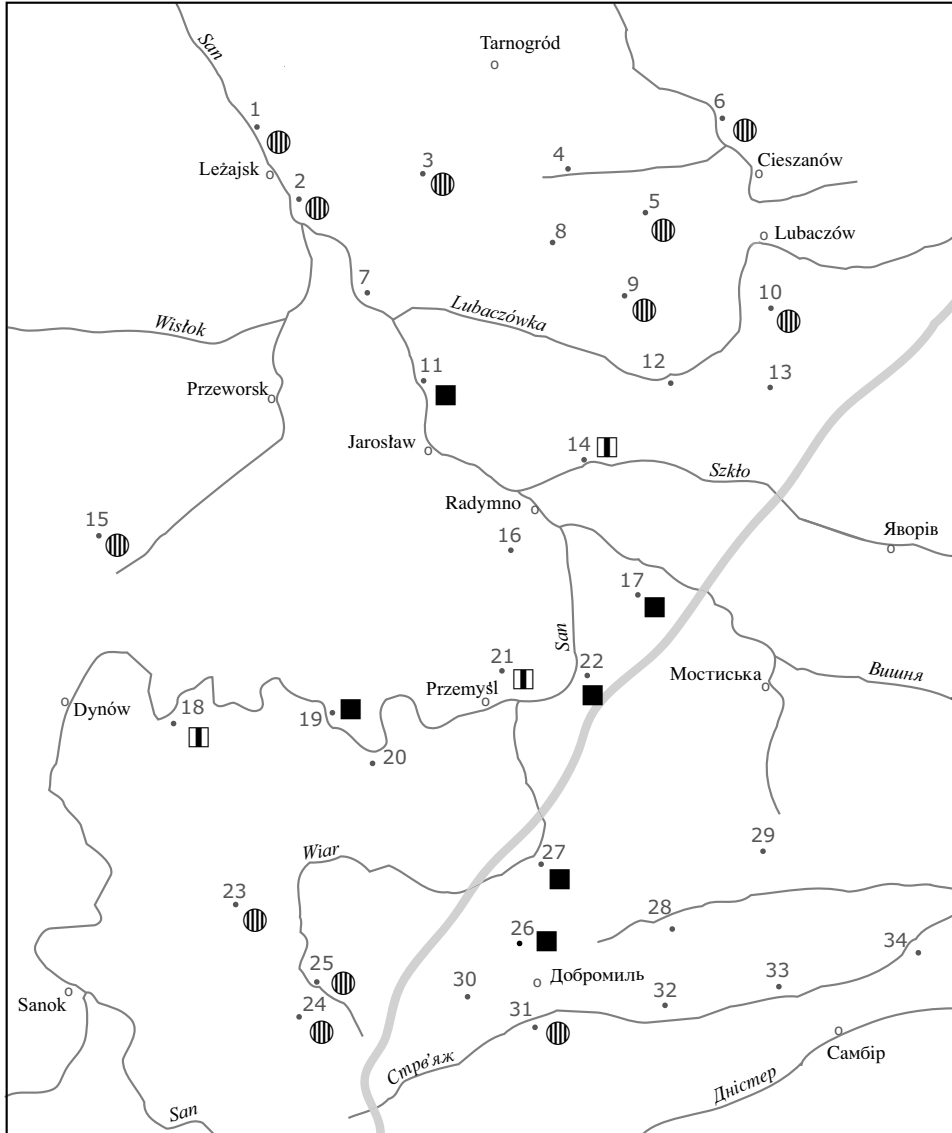 San
Tarnogród
1
6
3
4
Cieszanów
Leżajsk
2
5
8
Lubaczów
7
9
10
Wisłok
Lubaczówka
11
12
13
Przeworsk
Jarosław
14
Szkło
Radymno
15
16
Яворів
17
San
21
22
Przemyśl
Мостиська
Вишня
Dynów
18
19
20
Wiar
27
29
23
28
26
34
25
30
Добромиль
33
Sanok
24
31
32
Стрв'яж
Самбір
Дністер
San